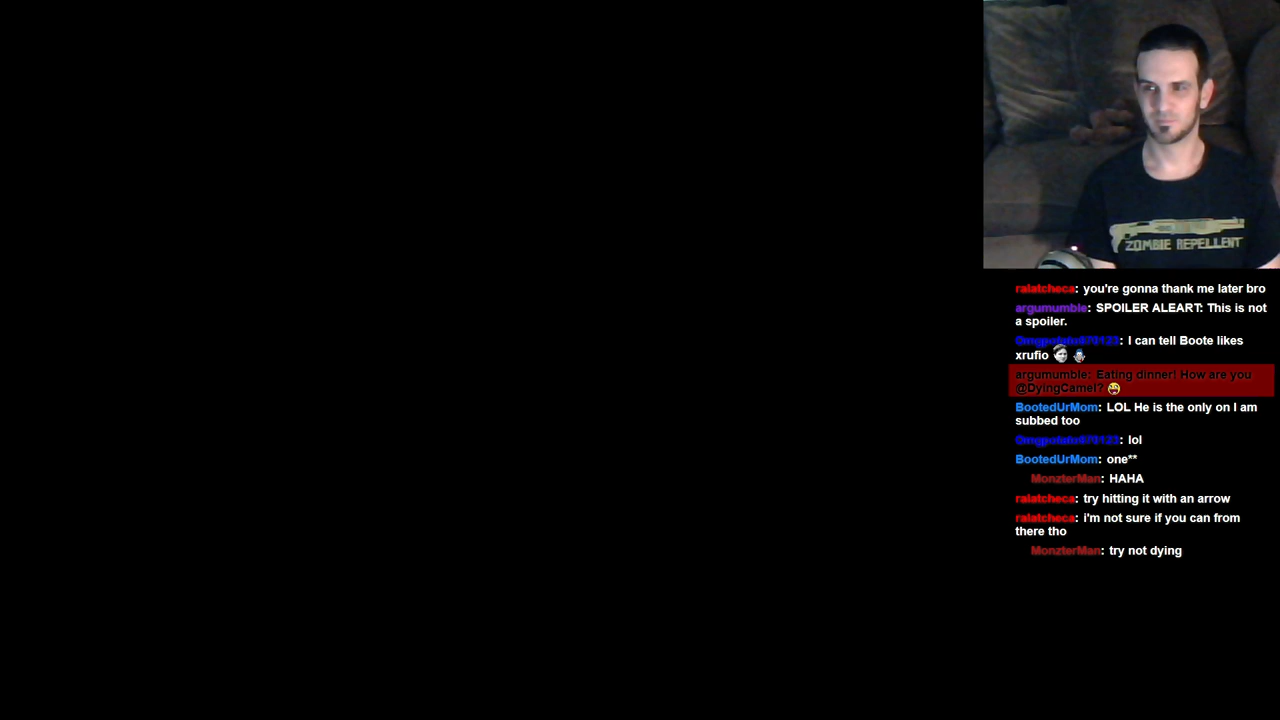 ZOMBIE REPELLENT
ralatcheca: you're gonna thank me later bro
argumumble: SPOILER ALEART: This is not
a spoiler.
: I can tell Boote likes
xrufio
argumumble: Eating dinner! How are you
@DyingCamel?
BootedUrMom: LOL He is the only on I am
subbed too
: lol
BootedUrMom: one**
MonzterMan: HAHA
ralatcheca: try hitting it with an arrow
ralatcheca: i'm not sure if you can from
there tho
MonzterMan: try not dying